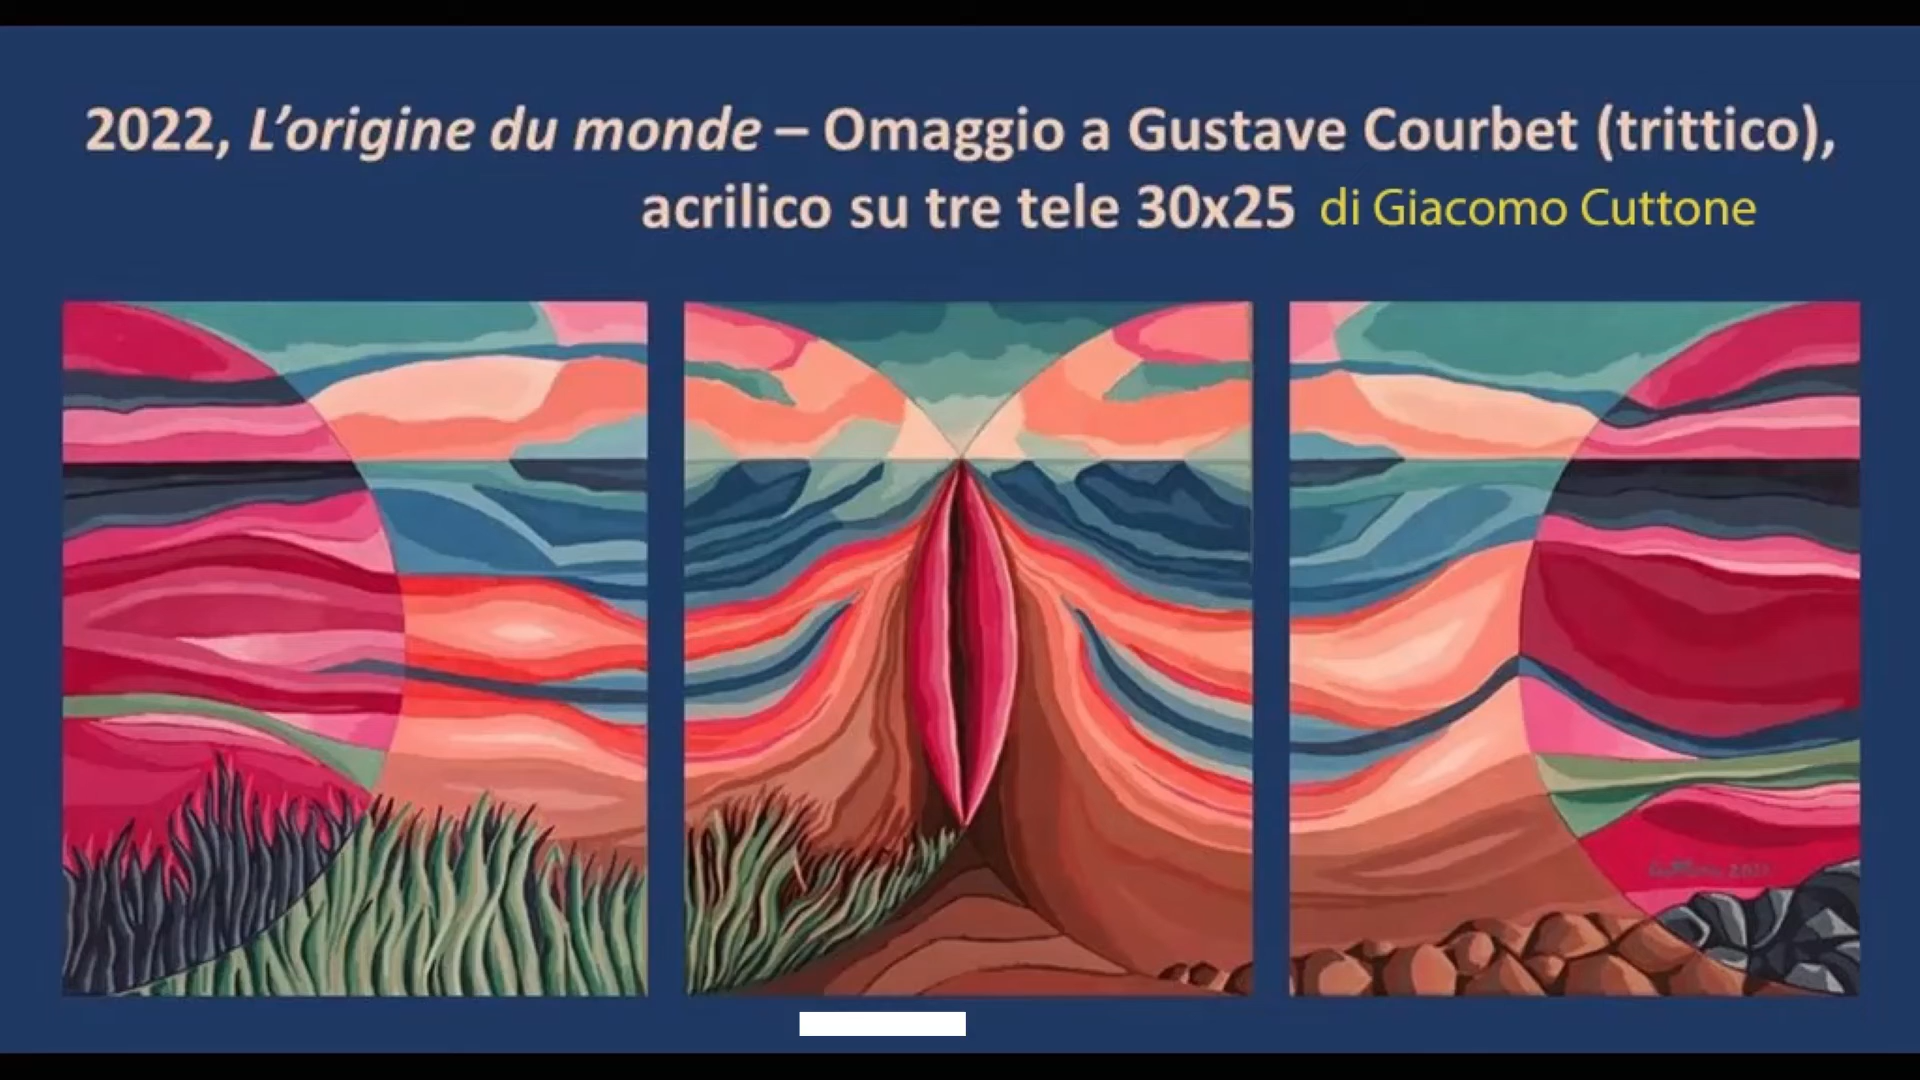 2022, L'origine du monde – Omaggio a Gustave Courbet (trittico),
acrilico su tre tele 30x25 di Giacomo Cuttone